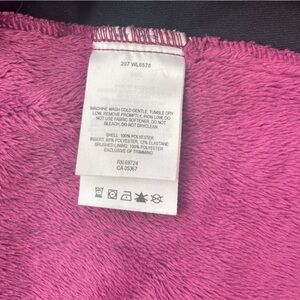 207 WL6578
MACHINE WASH COLD GENTLE, TUMBLE DRY
LOW, REMOVE PROMPTLY, IRON LOW, DO
NOT USE FABRIC SOFTENER, DO NOT
BLEACH, DO NOT DRYCLEAN
SHELL: 100% POLYESTER
INSERT: 88% POLYESTER, 12% ELASTANE
BRUSHED LINING: 100% POLYESTER
EXCLUSIVE OF TRIMMING
RN 69724
CA 05367